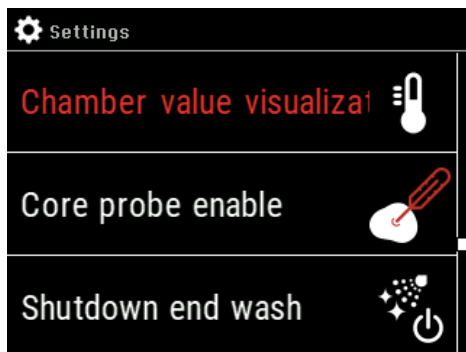 Settings
Chamber value visualizat
Core probe enable
Shutdown end wash